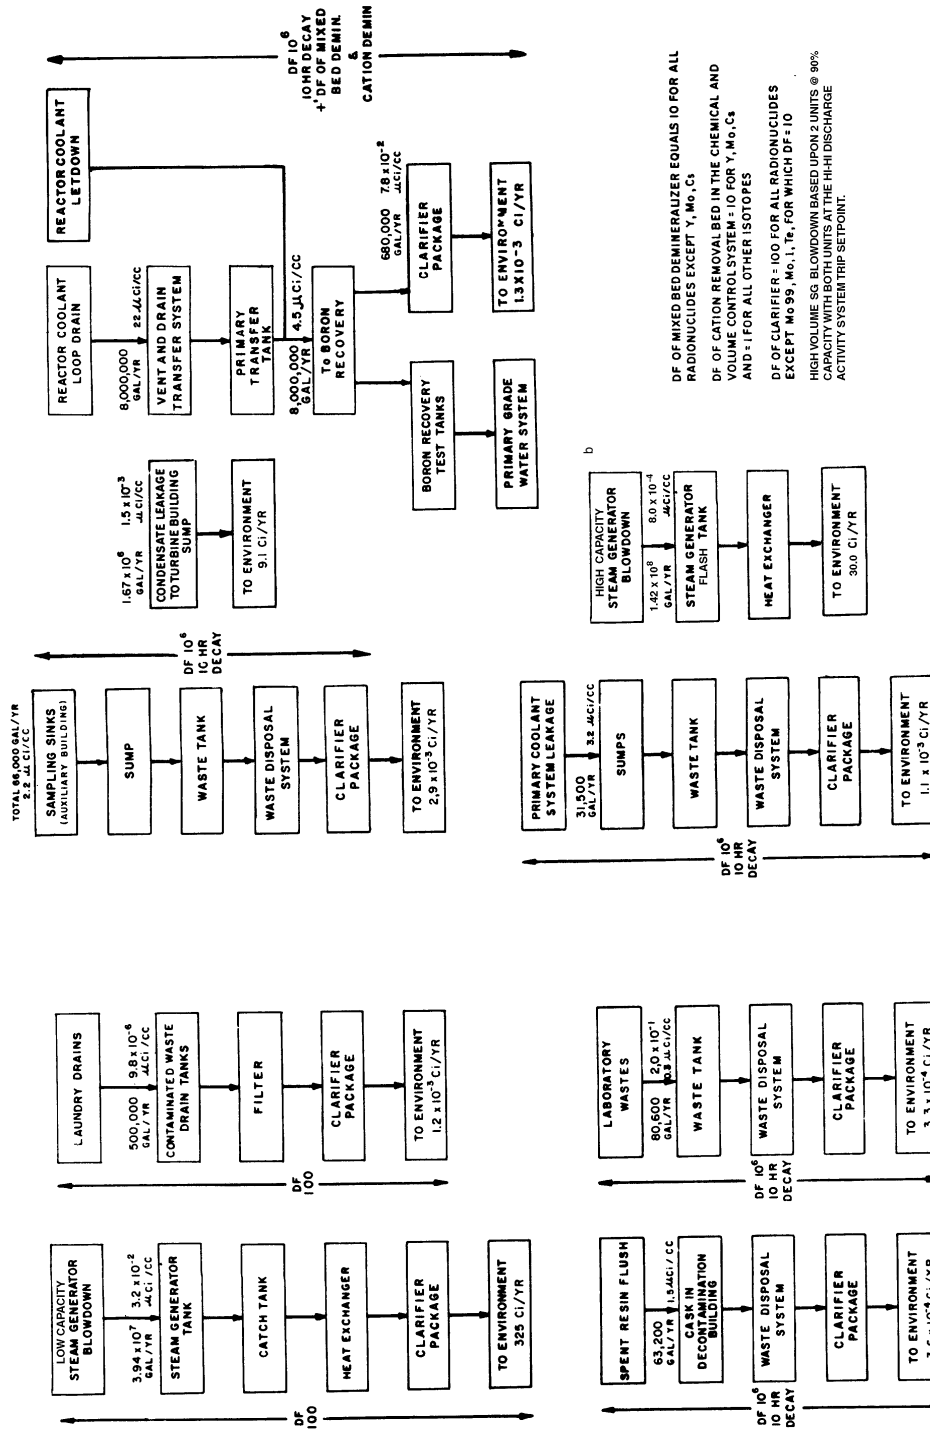 REACTOR COOLANT
LOOP DRAIN
8,000,000
GAL/YR
22 µCi/CC
VENT AND DRAIN
TRANSFER SYSTEM
PRIMARY
TRANSFER
TANK
REACTOR COOLANT
LETDOWN
8,000,000
GAL/YR
4.5 µCi/CC
To BORON
RECOVERY
BORON RECOVERY
TEST TANKS
PRIMARY GRADE
WATER SYSTEM
680,000
GAL/YR
7.8 x 10-2
µCi/CC
CLARIFIER
PACKAGE
TO ENVIRONMENT
1.3 X 10-3 Ci/YR
DF 10 6
10 HR DECAY
+ DF OF MIXED
BED DEMIN.
&
CATION DEMIN
1.67 x 10 6
GAL/YR
1.5 x 10-3
µCi/CC
CONDENSATE LEAKAGE
TO TURBINE BUILDING
SUMP
TO ENVIRONMENT
9.1 Ci/YR
TOTAL 66,000 GAL/YR
2.2 µCi/CC
SAMPLING SINKS
(AUXILIARY BUILDING)
SUMP
WASTE TANK
WASTE DISPOSAL
SYSTEM
CLARIFIER
PACKAGE
TO ENVIRONMENT
2,9 x 10-3 Ci/YR
DF 10 6
10 HR
DECAY
LAUNDRY DRAINS
500,000
GAL/YR
9.8 x 10-6
µCi/CC
CONTAMINATED WASTE
DRAIN TANKS
FILTER
CLARIFIER
PACKAGE
TO ENVIRONMENT
1.2 x 10-3 Ci/YR
DF
100
LOW CAPACITY
STEAM GENERATOR
BLOWDOWN
3.94 x 10 7
GAL/YR
3.2 x 10-2
µCi/CC
STEAM GENERATOR
TANK
CATCH TANK
HEAT EXCHANGER
CLARIFIER
PACKAGE
TO ENVIRONMENT
325 Ci/YR
DF
100
DF OF MIXED BED DEMINERALIZER EQUALS 10 FOR ALL
RADIONUCLIDES EXCEPT Y, Mo, Cs
DF OF CATION REMOVAL BED IN THE CHEMICAL AND
VOLUME CONTROL SYSTEM = 10 FOR Y, Mo, Cs
AND = 1 FOR ALL OTHER ISOTOPES
DF OF CLARIFIER = 100 FOR ALL RADIONUCLIDES
EXCEPT Mo 99, Mo, I, Te, FOR WHICH DF = 10
HIGH VOLUME SG BLOWDOWN BASED UPON 2 UNITS @ 90%
CAPACITY WITH BOTH UNITS AT THE HI-HI DISCHARGE
ACTIVITY SYSTEM TRIP SETPOINT.
b
HIGH CAPACITY
STEAM GENERATOR
BLOWDOWN
1.42 x 10 8
GAL/YR
8.0 x 10-4
µCi/CC
STEAM GENERATOR
FLASH TANK
HEAT EXCHANGER
TO ENVIRONMENT
30.0 Ci/YR
PRIMARY COOLANT
SYSTEM LEAKAGE
31,500
GAL/YR
3.2 µCi/CC
SUMPS
WASTE TANK
WASTE DISPOSAL
SYSTEM
CLARIFIER
PACKAGE
TO ENVIRONMENT
1.1 x 10-3 Ci/YR
DF 10 6
10 HR
DECAY
LABORATORY
WASTES
80,600
GAL/YR
2,0 x 10-1
µCi/CC
WASTE TANK
WASTE DISPOSAL
SYSTEM
CLARIFIER
PACKAGE
TO ENVIRONMENT
DF 10 6
10 HR
DECAY
SPENT RESIN FLUSH
63,200
GAL/YR
1.5 µCi/CC
CASK IN
DECONTAMINATION
BUILDING
WASTE DISPOSAL
SYSTEM
CLARIFIER
PACKAGE
TO ENVIRONMENT
DF 10 6
10 HR
DECAY